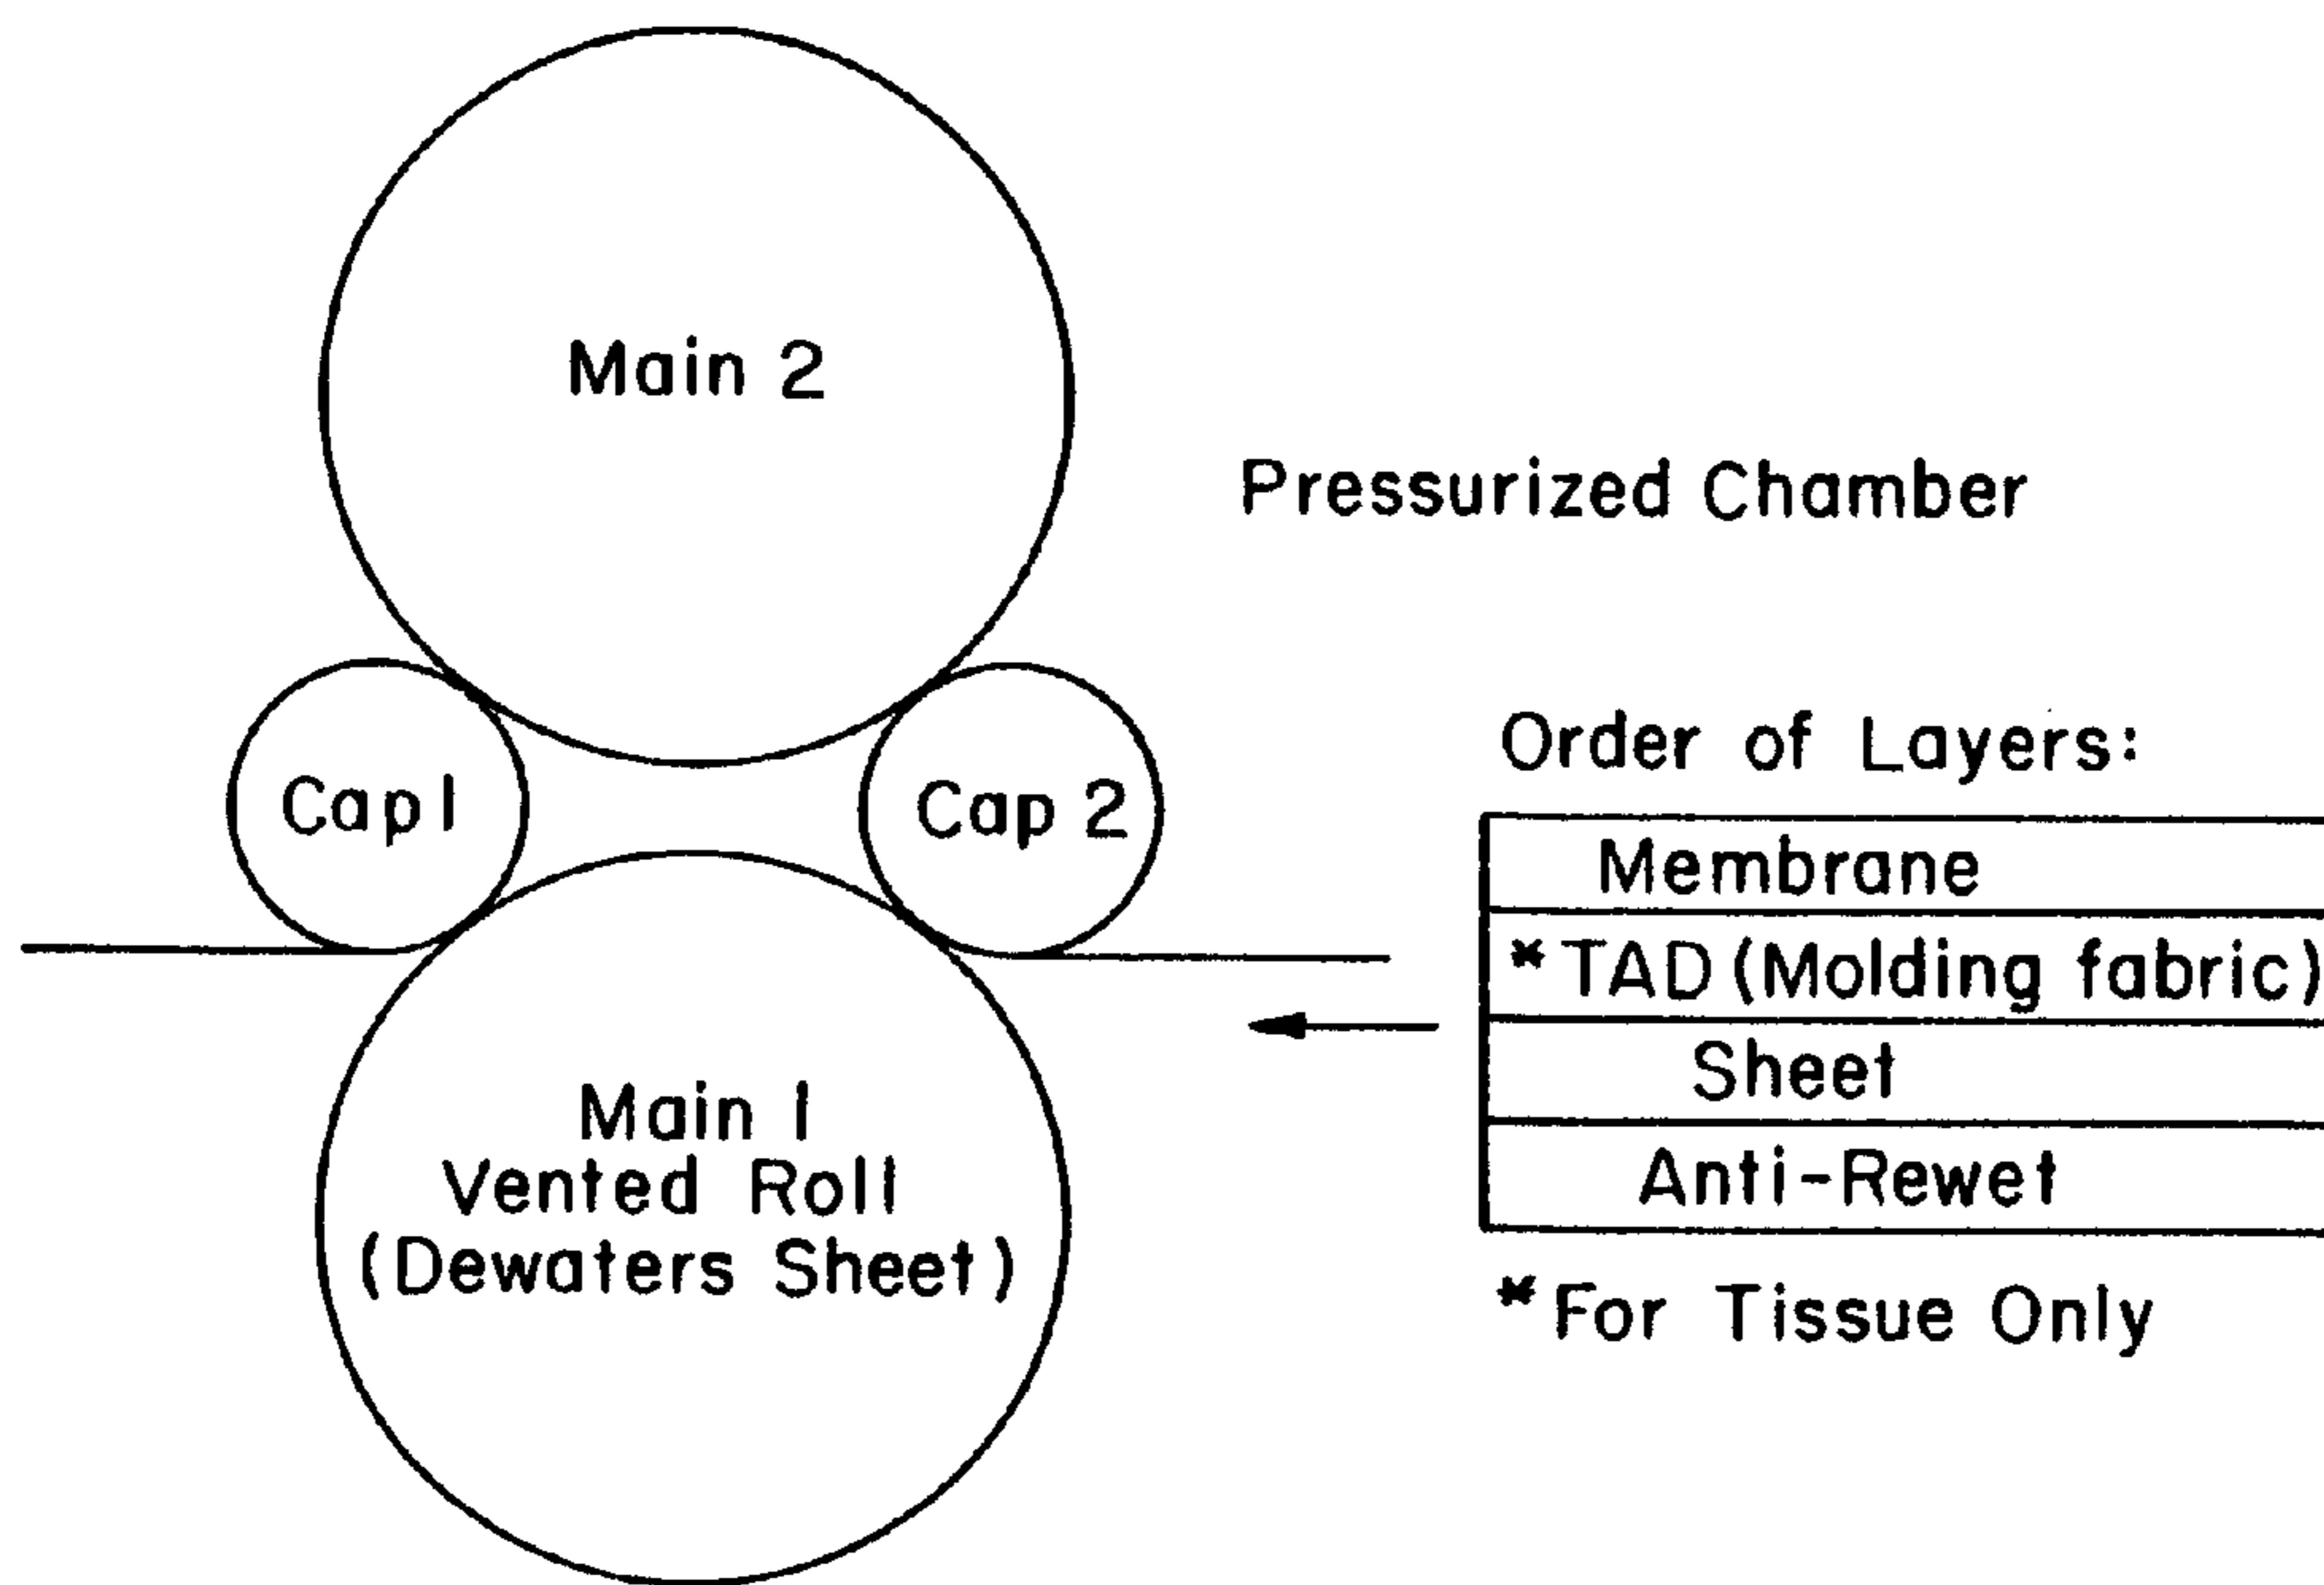 Main 2
Pressurized Chamber
Cap 1
Cap 2
Order of Layers:
Membrane
*TAD (Molding fabric)
Sheet
Anti-Rewet
*For Tissue Only
Main 1
Vented Roll
(Dewaters Sheet)